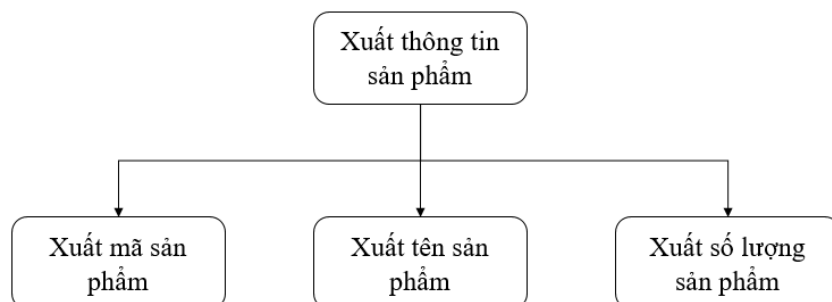 Xuất thông tin
sản phẩm
Xuất mã sản
phẩm
Xuất tên sản
phẩm
Xuất số lượng
sản phẩm